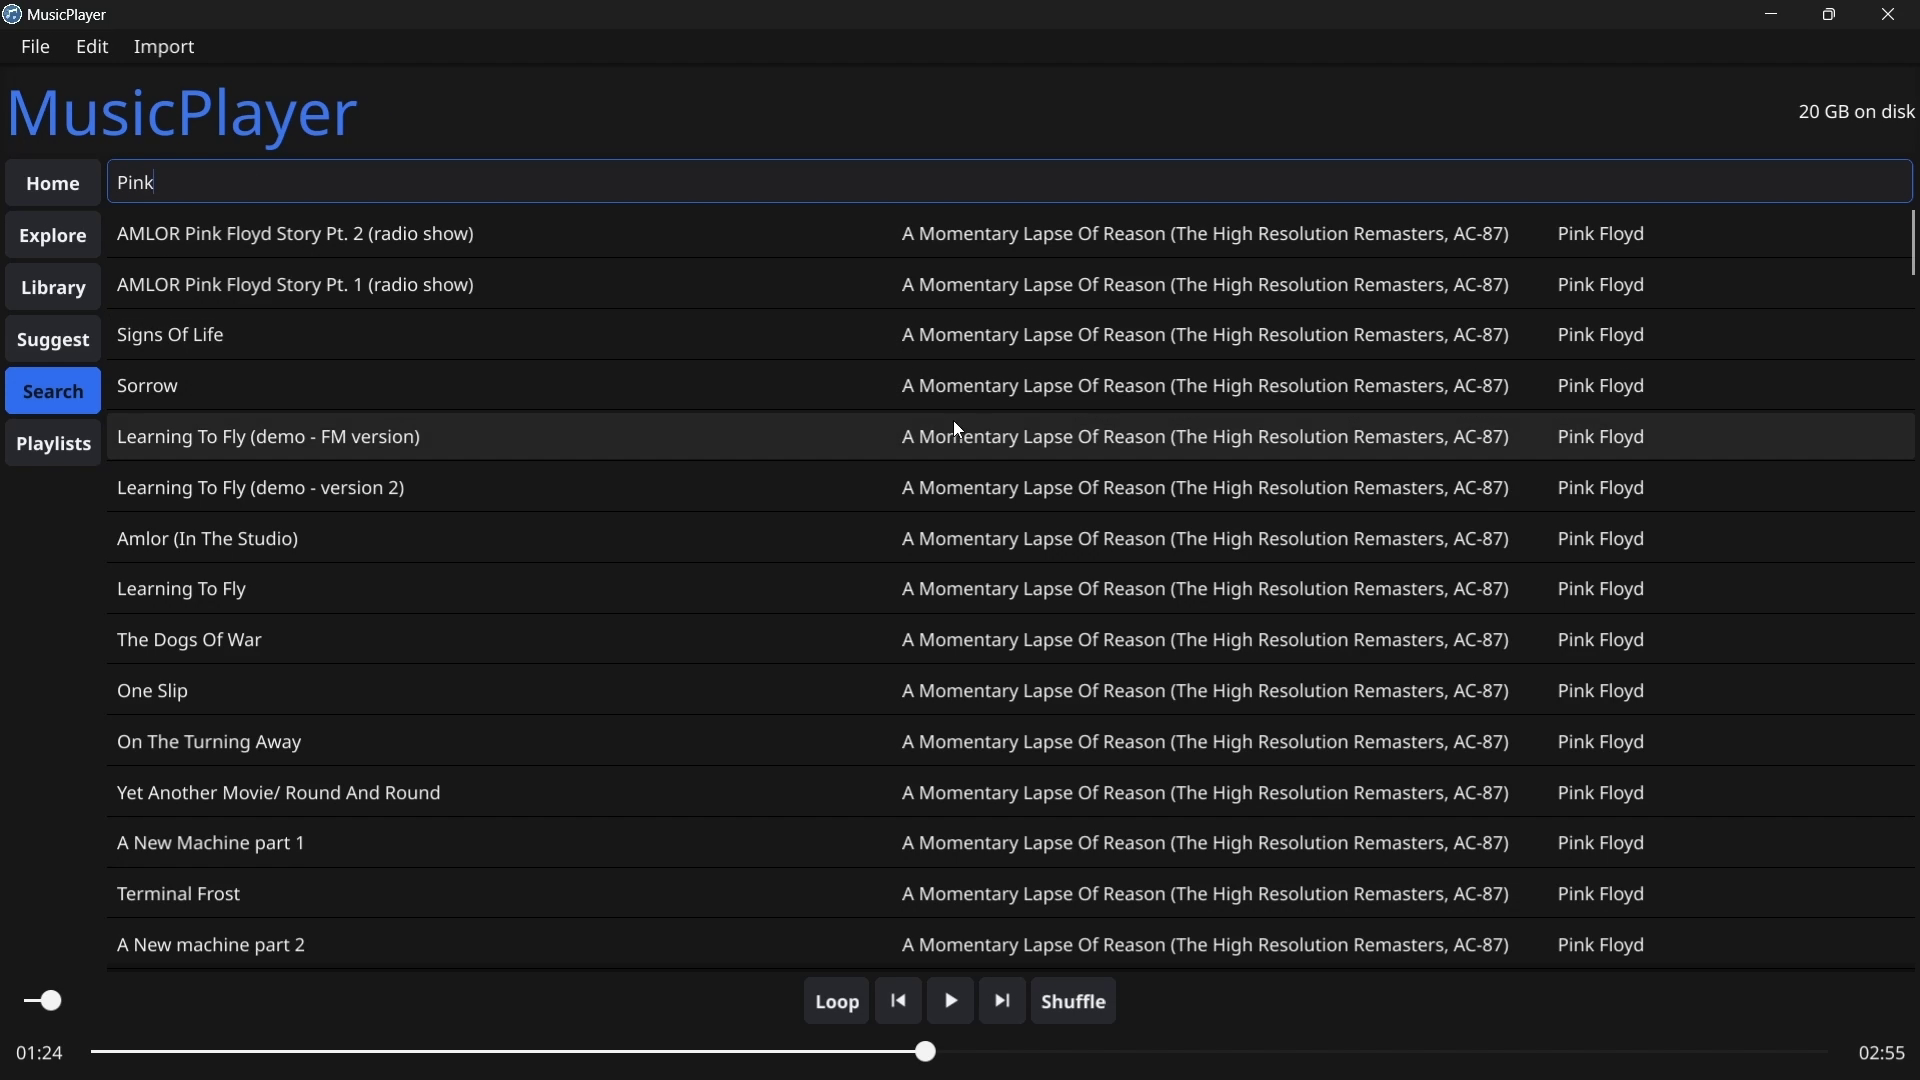 MusicPlayer
File Edit Import
MusicPlayer
20 GB on disk
Home
Explore
Library
Suggest
Search
Playlists
Pink
AMLOR Pink Floyd Story Pt. 2 (radio show) A Momentary Lapse Of Reason (The High Resolution Remasters, AC-87) Pink Floyd
AMLOR Pink Floyd Story Pt. 1 (radio show) A Momentary Lapse Of Reason (The High Resolution Remasters, AC-87) Pink Floyd
Signs Of Life A Momentary Lapse Of Reason (The High Resolution Remasters, AC-87) Pink Floyd
Sorrow A Momentary Lapse Of Reason (The High Resolution Remasters, AC-87) Pink Floyd
Learning To Fly (demo - FM version) A Momentary Lapse Of Reason (The High Resolution Remasters, AC-87) Pink Floyd
Learning To Fly (demo - version 2) A Momentary Lapse Of Reason (The High Resolution Remasters, AC-87) Pink Floyd
Amlor (In The Studio) A Momentary Lapse Of Reason (The High Resolution Remasters, AC-87) Pink Floyd
Learning To Fly A Momentary Lapse Of Reason (The High Resolution Remasters, AC-87) Pink Floyd
The Dogs Of War A Momentary Lapse Of Reason (The High Resolution Remasters, AC-87) Pink Floyd
One Slip A Momentary Lapse Of Reason (The High Resolution Remasters, AC-87) Pink Floyd
On The Turning Away A Momentary Lapse Of Reason (The High Resolution Remasters, AC-87) Pink Floyd
Yet Another Movie/ Round And Round A Momentary Lapse Of Reason (The High Resolution Remasters, AC-87) Pink Floyd
A New Machine part 1 A Momentary Lapse Of Reason (The High Resolution Remasters, AC-87) Pink Floyd
Terminal Frost A Momentary Lapse Of Reason (The High Resolution Remasters, AC-87) Pink Floyd
A New machine part 2 A Momentary Lapse Of Reason (The High Resolution Remasters, AC-87) Pink Floyd
Loop Shuffle
01:24 02:55